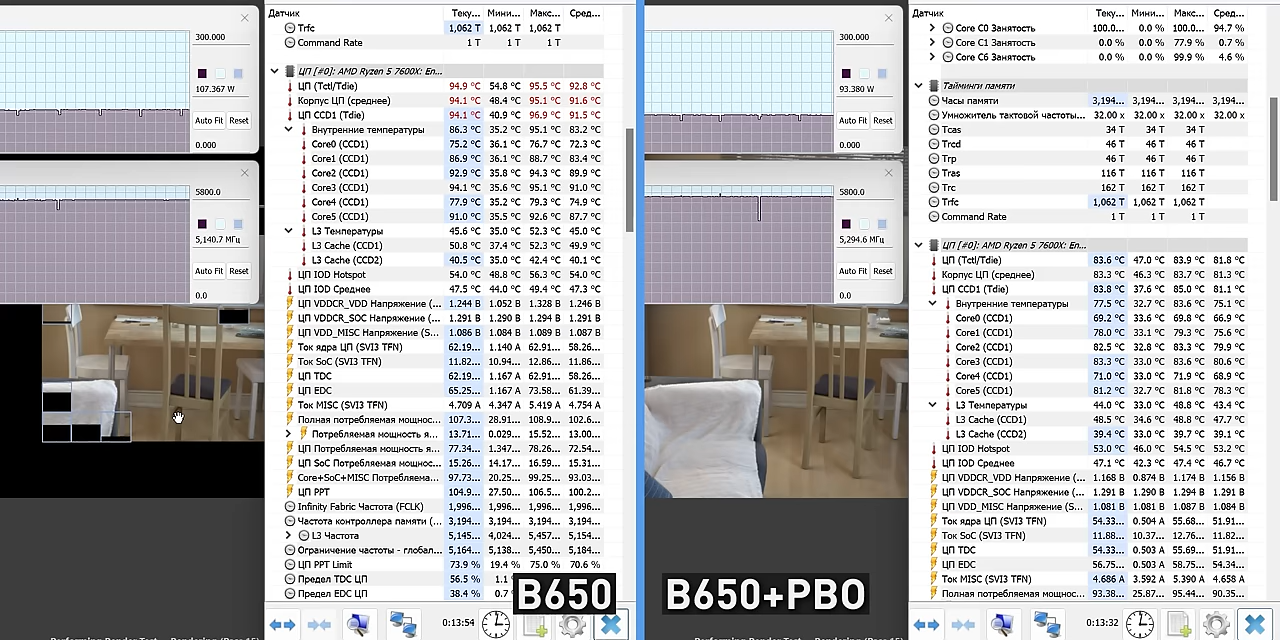 300.000
107.367 W
Auto Fit Reset
0.000
5800.0
5,140.7 МГц
Auto Fit Reset
0.0
Датчик Теку... Мини... Макс... Сред...
Trfc 1,062 T 1,062 T 1,062 T
Command Rate 1 T 1 T 1 T
ЦП [#0]: AMD Ryzen 5 7600X: En...
ЦП (Tctl/Tdie) 94.9 °C 54.8 °C 95.5 °C 92.8 °C
Корпус ЦП (среднее) 94.1 °C 48.4 °C 95.1 °C 91.6 °C
ЦП CCD1 (Tdie) 94.1 °C 40.9 °C 96.9 °C 91.5 °C
Внутренние температуры 86.3 °C 35.2 °C 95.1 °C 83.2 °C
Core0 (CCD1) 75.2 °C 36.1 °C 76.7 °C 72.3 °C
Core1 (CCD1) 86.9 °C 36.1 °C 88.7 °C 83.4 °C
Core2 (CCD1) 92.9 °C 35.8 °C 94.3 °C 89.9 °C
Core3 (CCD1) 94.1 °C 35.6 °C 95.1 °C 91.0 °C
Core4 (CCD1) 77.9 °C 35.2 °C 79.3 °C 74.9 °C
Core5 (CCD1) 91.0 °C 35.5 °C 92.6 °C 87.7 °C
L3 Температуры 45.6 °C 35.0 °C 52.3 °C 45.0 °C
L3 Cache (CCD1) 50.8 °C 37.4 °C 52.3 °C 49.9 °C
L3 Cache (CCD2) 40.5 °C 35.0 °C 42.4 °C 40.1 °C
ЦП IOD Hotspot 54.0 °C 48.8 °C 56.3 °C 54.0 °C
ЦП IOD Среднее 47.5 °C 44.0 °C 49.4 °C 47.3 °C
ЦП VDDCR_VDD Напряжение (... 1.244 В 1.052 В 1.328 В 1.246 В
ЦП VDDCR_SOC Напряжение (... 1.291 В 1.290 В 1.294 В 1.291 В
ЦП VDD_MISC Напряжение (S... 1.086 В 1.084 В 1.089 В 1.087 В
Ток ядра ЦП (SVI3 TFN) 62.19... 1.140 A 62.91... 58.26...
Ток SoC (SVI3 TFN) 11.82... 10.94... 12.86... 11.86...
ЦП TDC 62.19... 1.167 A 62.91... 58.26...
ЦП EDC 65.25... 1.167 A 73.58... 61.39...
Ток MISC (SVI3 TFN) 4.709 A 4.347 A 5.419 A 4.754 A
Полная потребляемая мощнос... 107.3... 28.91... 108.9... 102.6...
Потребляемая мощность я... 13.71... 0.029... 15.52... 13.00...
ЦП Потребляемая мощность я... 77.34... 1.347... 78.26... 72.54...
ЦП SoC Потребляемая мощнос... 15.26... 14.17... 16.59... 15.31...
Core+SoC+MISC Потребляема... 97.73... 20.25... 99.25... 93.03...
ЦП PPT 104.9... 27.50... 106.5... 100.2...
Infinity Fabric Частота (FCLK) 1,996... 1,996... 1,996... 1,996...
Частота контроллера памяти (... 3,194... 3,194... 3,194... 3,194...
L3 Частота 5,145... 4,024... 5,457... 5,154...
Ограничение частоты - глобал... 5,164... 5,138... 5,450... 5,184...
ЦП PPT Limit 73.9 % 19.4 % 75.0 % 70.6 %
Предел TDC ЦП 56.5 % 1.1
Предел EDC ЦП 38.4 % 0.7
B650
0:13:54
300.000
93.380 W
Auto Fit Reset
0.000
5800.0
5,294.6 МГц
Auto Fit Reset
0.0
Датчик Теку... Мини... Макс... Сред...
Core C0 Занятость 100.0... 0.0 % 100.0... 94.7 %
Core C1 Занятость 0.0 % 0.0 % 77.9 % 0.7 %
Core C6 Занятость 0.0 % 0.0 % 99.9 % 4.6 %
Тайминги памяти
Часы памяти 3,194... 3,194... 3,194... 3,194...
Умножитель тактовой частоты... 32.00 x 32.00 x 32.00 x 32.00 x
Tcas 34 T 34 T 34 T
Trcd 46 T 46 T 46 T
Trp 46 T 46 T 46 T
Tras 116 T 116 T 116 T
Trc 162 T 162 T 162 T
Trfc 1,062 T 1,062 T 1,062 T
Command Rate 1 T 1 T 1 T
ЦП [#0]: AMD Ryzen 5 7600X: En...
ЦП (Tctl/Tdie) 83.6 °C 47.0 °C 83.9 °C 81.8 °C
Корпус ЦП (среднее) 83.3 °C 46.3 °C 83.7 °C 81.3 °C
ЦП CCD1 (Tdie) 83.8 °C 37.6 °C 85.0 °C 81.1 °C
Внутренние температуры 77.5 °C 32.7 °C 83.6 °C 75.1 °C
Core0 (CCD1) 69.2 °C 33.6 °C 69.8 °C 66.9 °C
Core1 (CCD1) 78.0 °C 33.1 °C 79.3 °C 75.6 °C
Core2 (CCD1) 82.5 °C 32.8 °C 83.3 °C 79.9 °C
Core3 (CCD1) 83.3 °C 33.0 °C 83.6 °C 80.6 °C
Core4 (CCD1) 71.0 °C 33.0 °C 71.9 °C 68.9 °C
Core5 (CCD1) 81.2 °C 32.7 °C 81.8 °C 78.3 °C
L3 Температуры 44.0 °C 33.0 °C 48.8 °C 43.4 °C
L3 Cache (CCD1) 48.5 °C 34.6 °C 48.8 °C 47.7 °C
L3 Cache (CCD2) 39.4 °C 33.0 °C 39.7 °C 39.1 °C
ЦП IOD Hotspot 53.0 °C 46.0 °C 54.5 °C 53.2 °C
ЦП IOD Среднее 47.1 °C 42.3 °C 47.4 °C 46.7 °C
ЦП VDDCR_VDD Напряжение (... 1.168 В 0.874 В 1.174 В 1.156 В
ЦП VDDCR_SOC Напряжение (... 1.291 В 1.290 В 1.294 В 1.291 В
ЦП VDD_MISC Напряжение (S... 1.081 В 1.081 В 1.087 В 1.084 В
Ток ядра ЦП (SVI3 TFN) 54.33... 0.504 A 55.68... 51.91...
Ток SoC (SVI3 TFN) 11.88... 10.37... 12.76... 11.82...
ЦП TDC 54.33... 0.503 A 55.69... 51.91...
ЦП EDC 56.75... 0.503 A 58.75... 54.34...
Ток MISC (SVI3 TFN) 4.686 A 3.592 A 5.390 A 4.658 A
Полная потребляемая мощнос... 93.38... 25.87... 95.44... 90.35...
B650+PBO
0:13:32